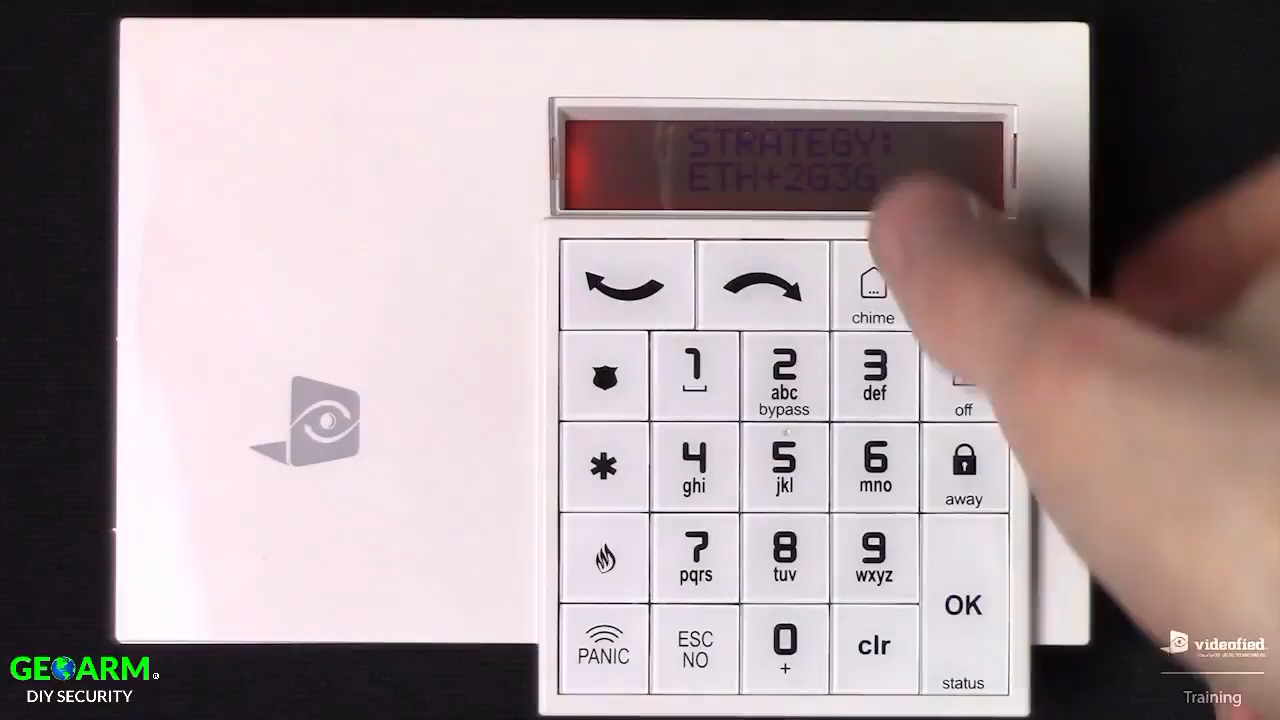 STRATEGY:
ETH+2G3G
chime
1
2
abc
bypass
3
def
off
4
ghi
5
jkl
6
mno
away
7
pqrs
8
tuv
9
wxyz
OK
status
PANIC
ESC
NO
0
+
clr
GEOARM
DIY SECURITY
videofied
Training